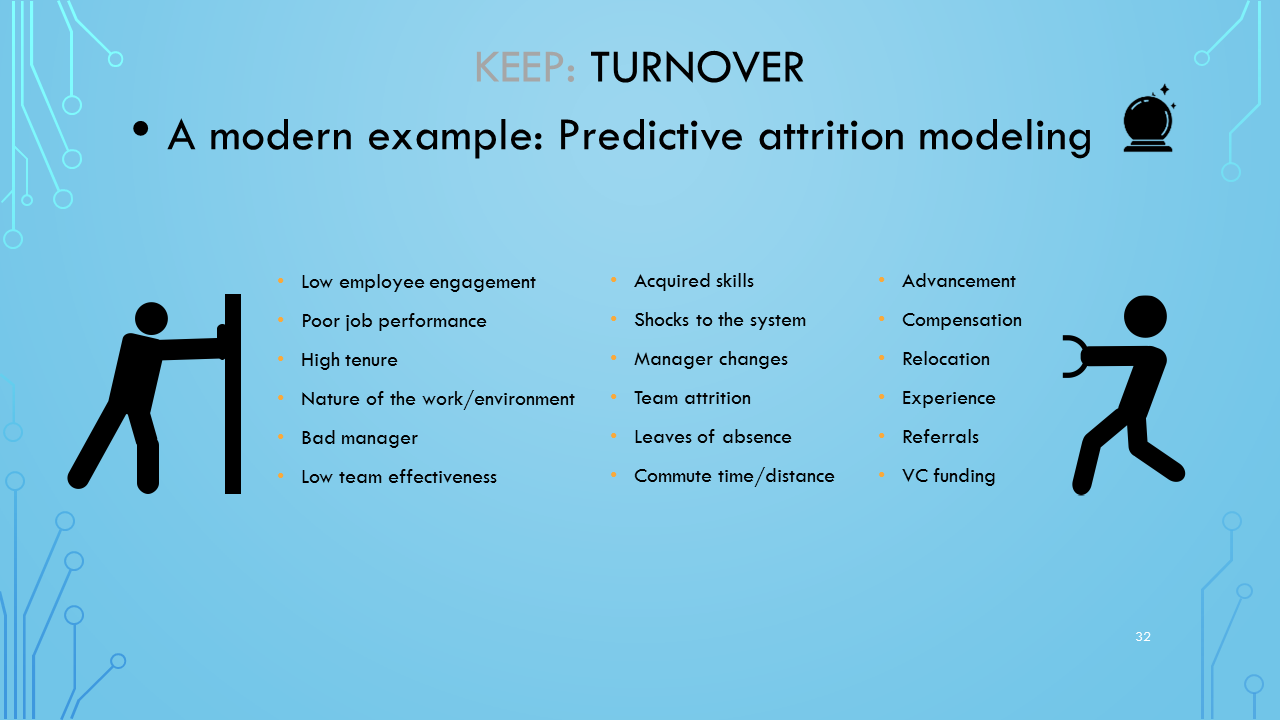 KEEP: TURNOVER
• A modern example: Predictive attrition modeling
• Low employee engagement
• Poor job performance
• High tenure
• Nature of the work/environment
• Bad manager
• Low team effectiveness
• Acquired skills
• Shocks to the system
• Manager changes
• Team attrition
• Leaves of absence
• Commute time/distance
• Advancement
• Compensation
• Relocation
• Experience
• Referrals
• VC funding
32